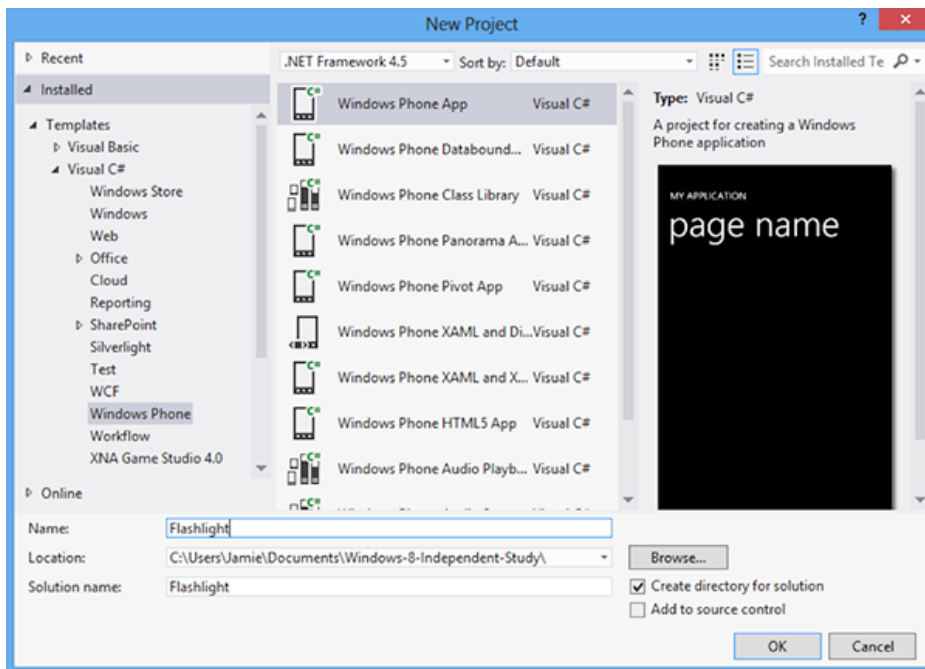 New Project
Recent
.NET Framework 4.5 Sort by: Default Search Installed Te
Installed
Templates
Visual Basic
Visual C#
Windows Store
Windows
Web
Office
Cloud
Reporting
SharePoint
Silverlight
Test
WCF
Windows Phone
Workflow
XNA Game Studio 4.0
Online
Windows Phone App Visual C#
Windows Phone Databound... Visual C#
Windows Phone Class Library Visual C#
Windows Phone Panorama A... Visual C#
Windows Phone Pivot App Visual C#
Windows Phone XAML and Di... Visual C#
Windows Phone XAML and X... Visual C#
Windows Phone HTML5 App Visual C#
Windows Phone Audio Playb... Visual C#
Type: Visual C#
A project for creating a Windows
Phone application
MY APPLICATION
page name
Name: Flashlight
Location: C:\Users\Jamie\Documents\Windows-8-Independent-Study\ Browse...
Solution name: Flashlight
Create directory for solution
Add to source control
OK Cancel